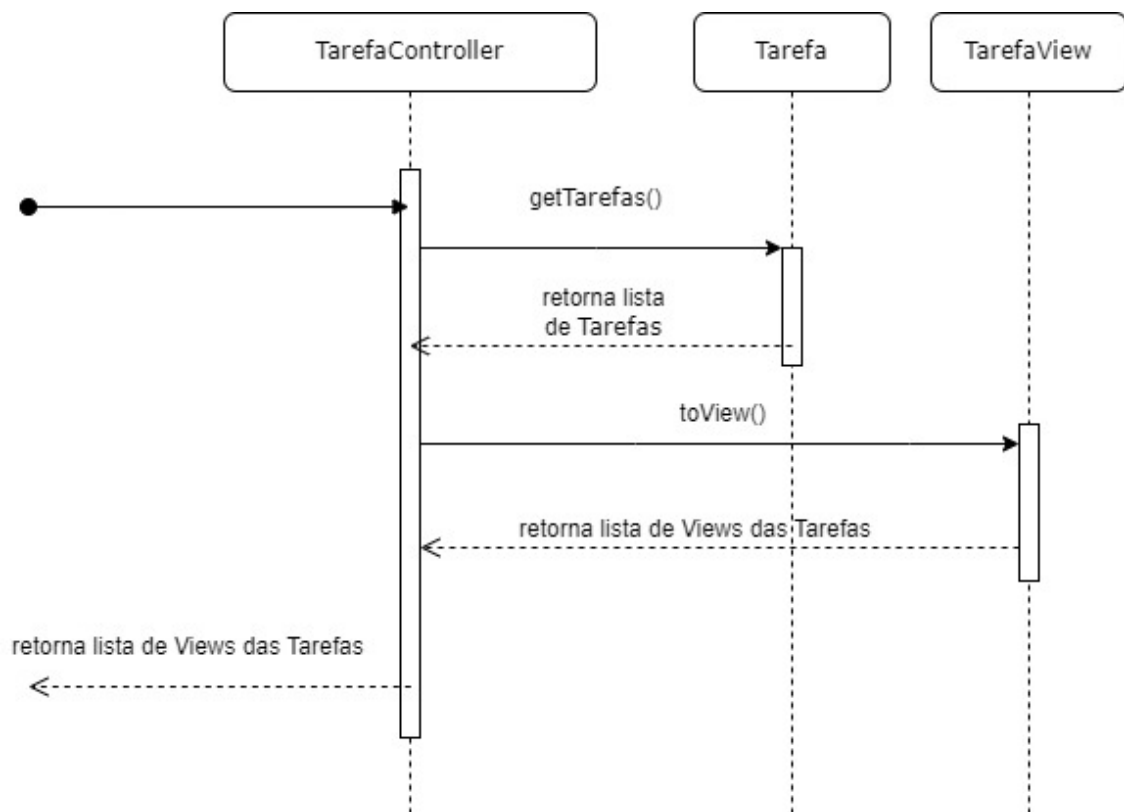 TarefaController
Tarefa
TarefaView
getTarefas()
retorna lista
de Tarefas
toView()
retorna lista de Views das Tarefas
retorna lista de Views das Tarefas